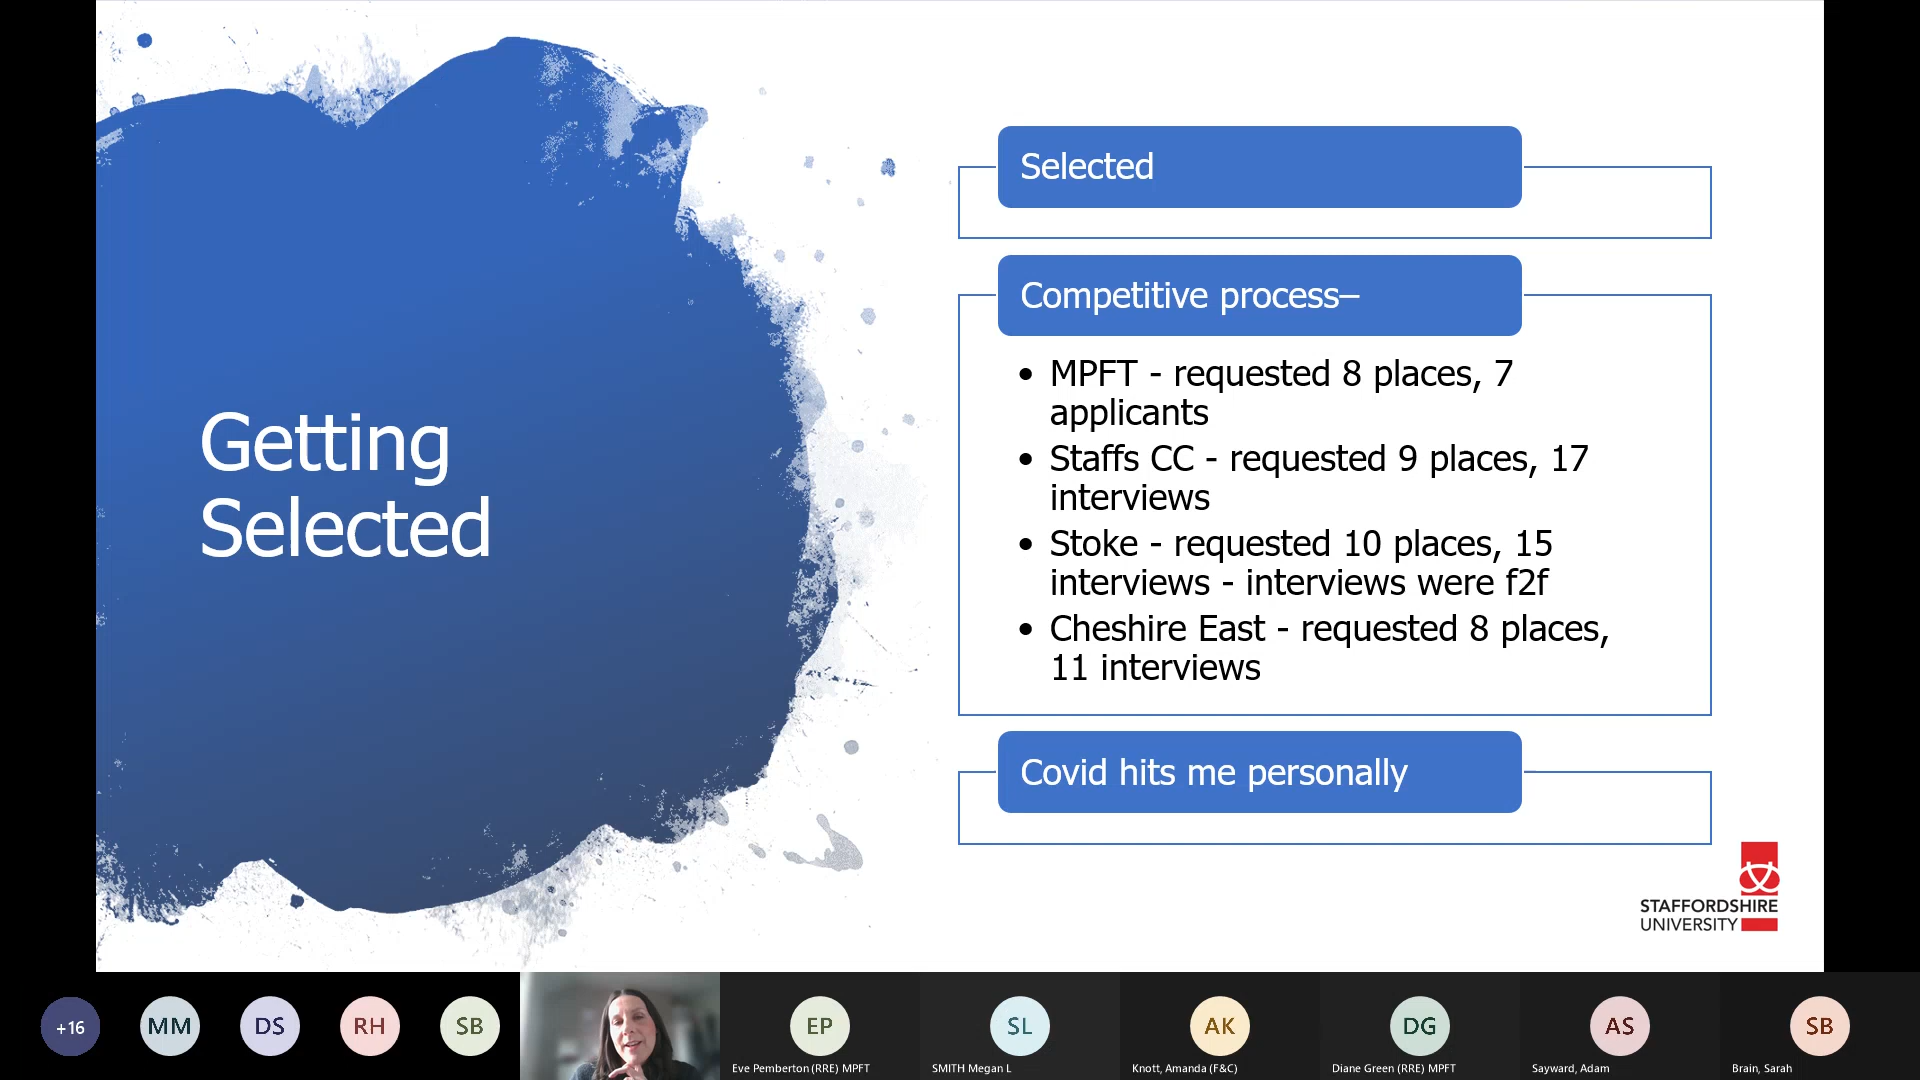 Getting
Selected
Selected
Competitive process–
• MPFT - requested 8 places, 7
applicants
• Staffs CC - requested 9 places, 17
interviews
• Stoke - requested 10 places, 15
interviews - interviews were f2f
• Cheshire East - requested 8 places,
11 interviews
Covid hits me personally
STAFFORDSHIRE
UNIVERSITY
+16
MM
DS
RH
SB
EP
Eve Pemberton (RRE) MPFT
SL
SMITH Megan L
AK
Knott, Amanda (F&C)
DG
Diane Green (RRE) MPFT
AS
Sayward, Adam
SB
Brain, Sarah